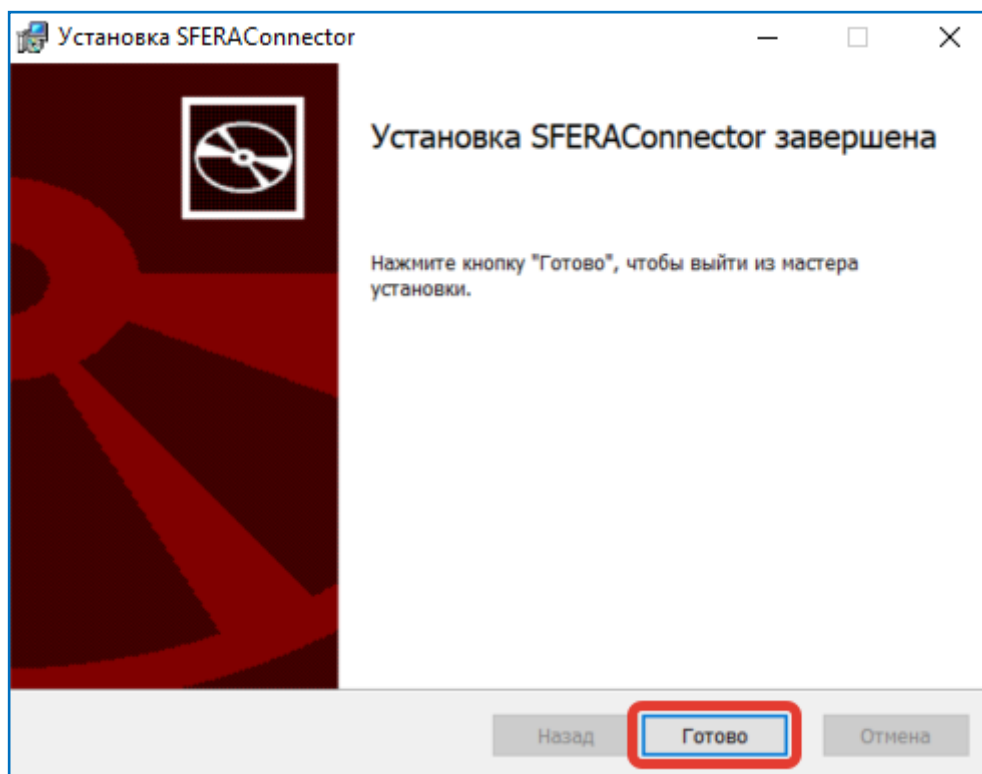 Установка SFERAConnector
Установка SFERAConnector завершена
Нажмите кнопку "Готово", чтобы выйти из мастера
установки.
Назад Готово Отмена